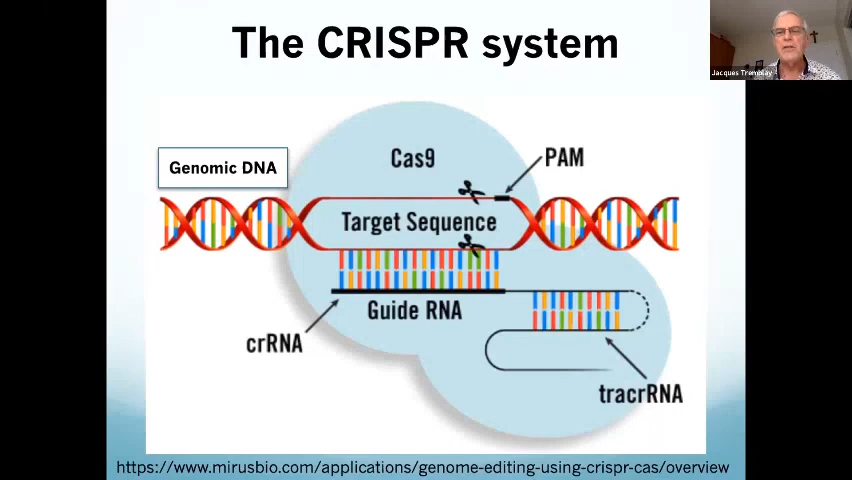 The CRISPR system
Jacques Tremblay
Genomic DNA
Cas9
PAM
Target Sequence
Guide RNA
crRNA
tracrRNA
https://www.mirusbio.com/applications/genome-editing-using-crispr-cas/overview